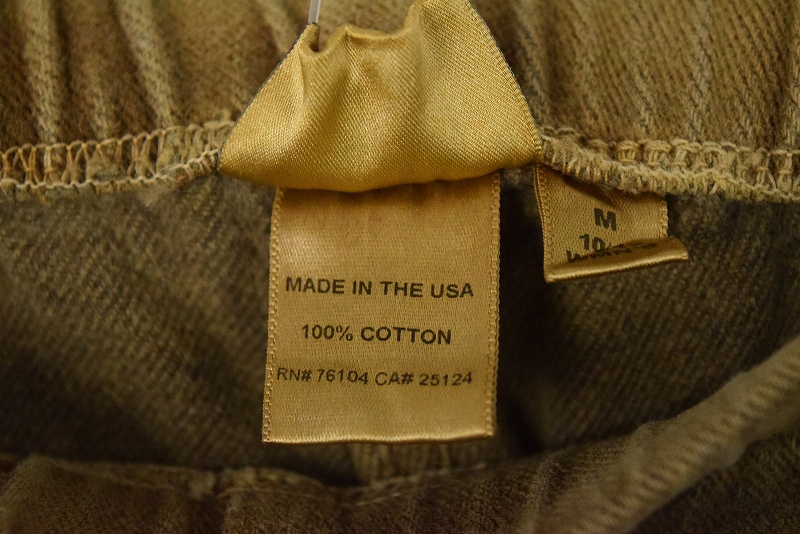 MADE IN THE USA
100% COTTON
RN# 76104 CA# 25124
M